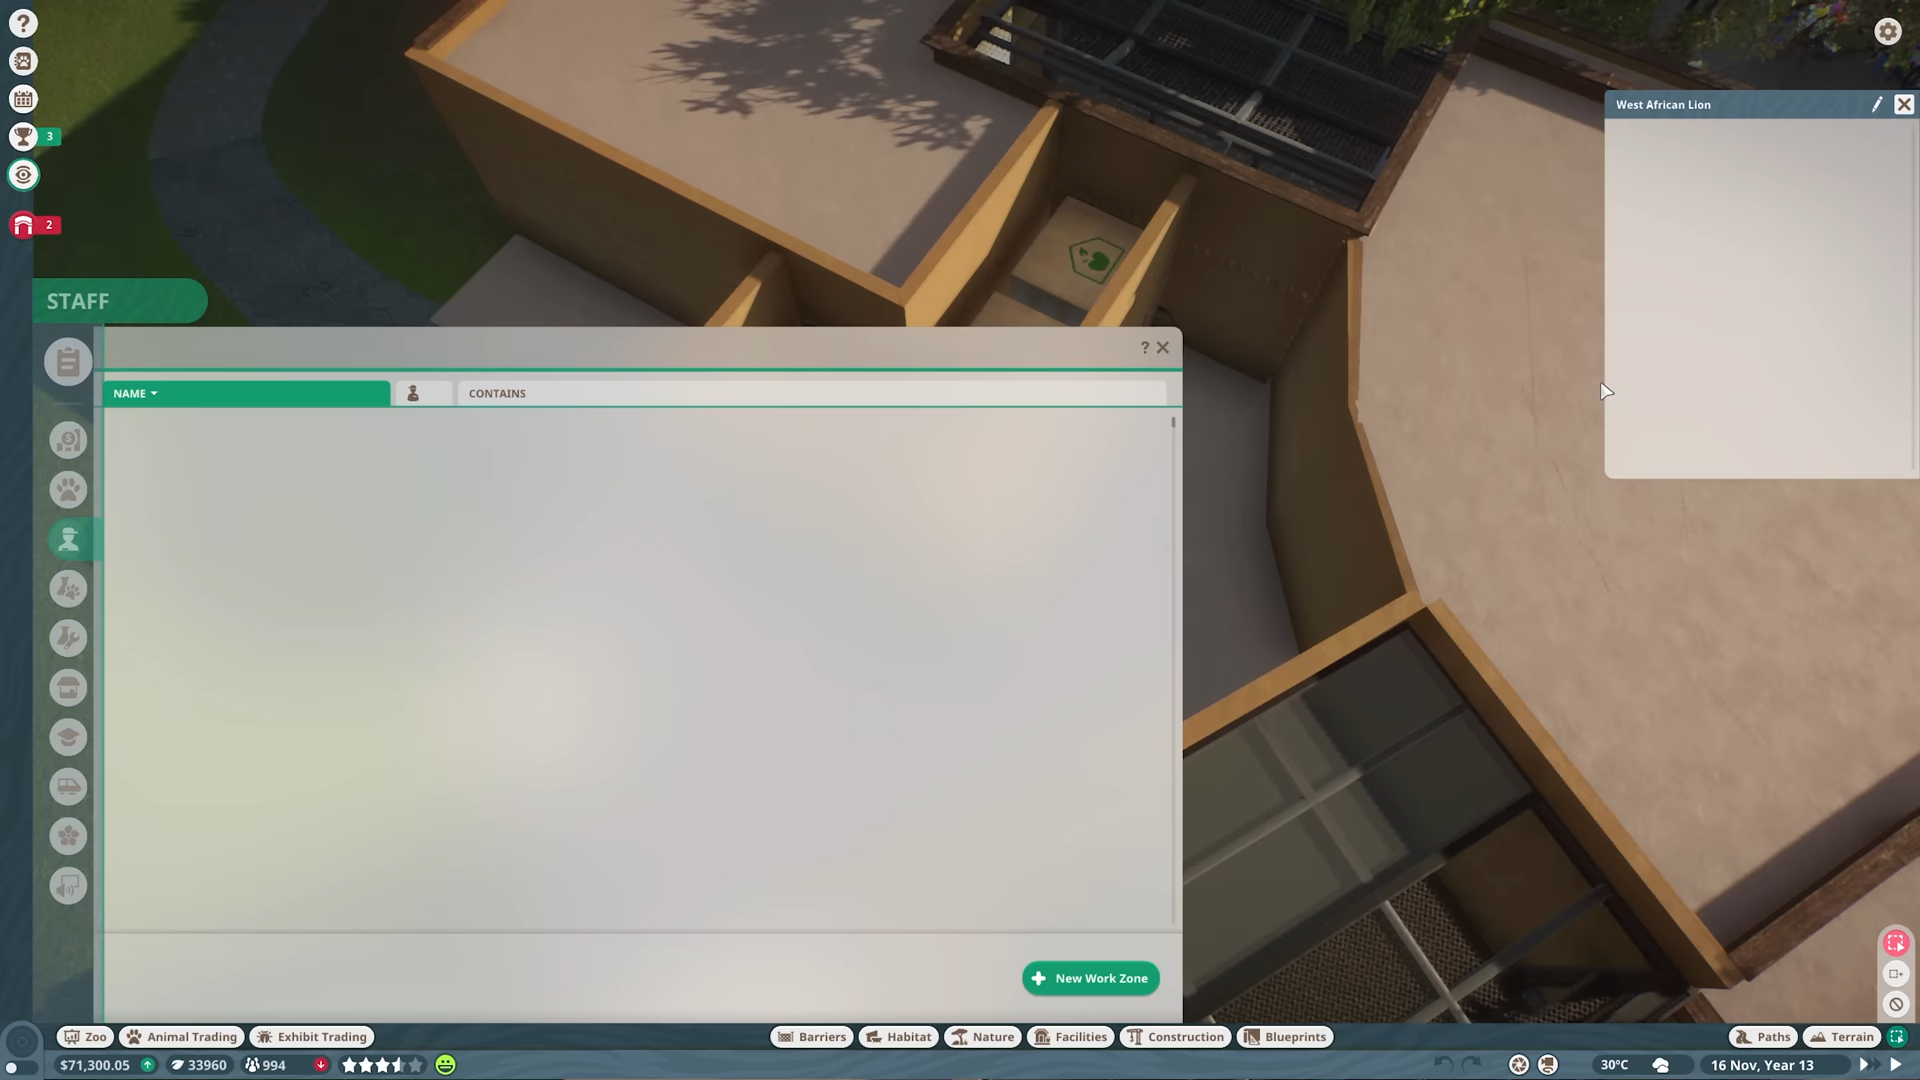 3
2
West African Lion
STAFF
?
NAME
CONTAINS
New Work Zone
Zoo
Animal Trading
Exhibit Trading
Barriers
Habitat
Nature
Facilities
Construction
Blueprints
Paths
Terrain
$71,300.05
33960
994
30°C
16 Nov, Year 13